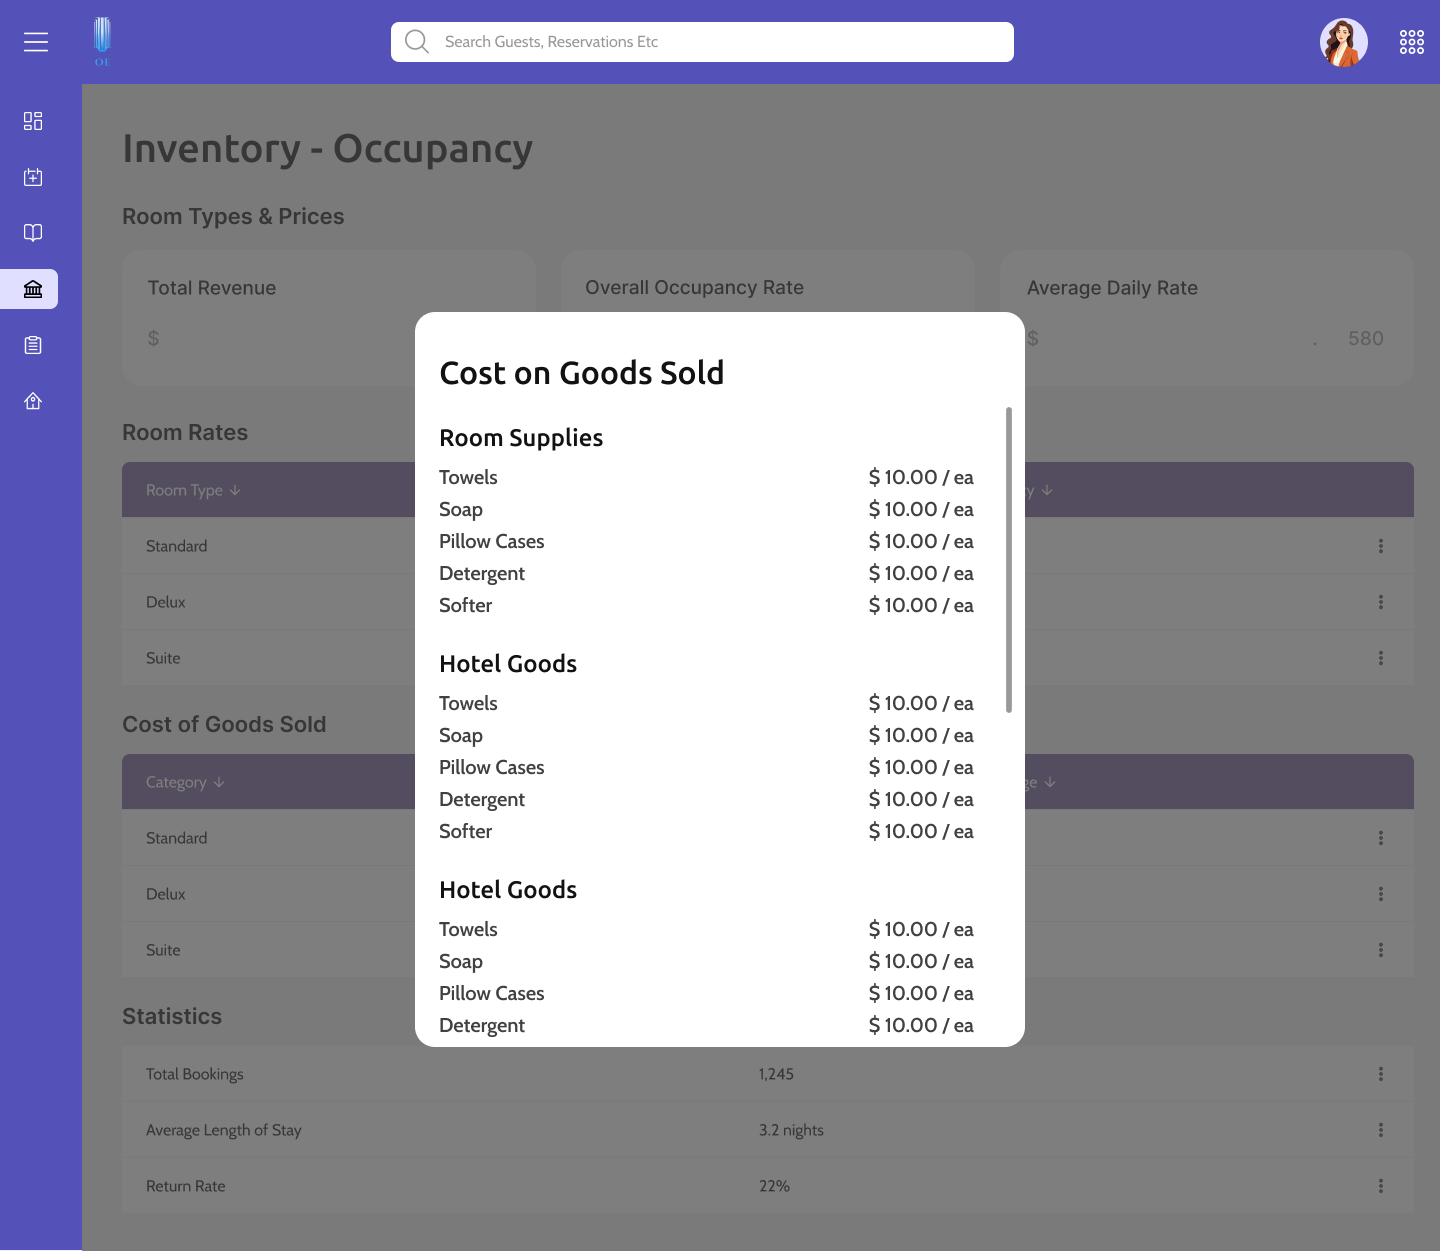 OE
Search Guests, Reservations Etc
Inventory - Occupancy
Room Types & Prices
Total Revenue
Overall Occupancy Rate
Average Daily Rate
$
$ . 580
Cost on Goods Sold
Room Supplies
Towels $ 10.00 / ea
Soap $ 10.00 / ea
Pillow Cases $ 10.00 / ea
Detergent $ 10.00 / ea
Softer $ 10.00 / ea
Hotel Goods
Towels $ 10.00 / ea
Soap $ 10.00 / ea
Pillow Cases $ 10.00 / ea
Detergent $ 10.00 / ea
Softer $ 10.00 / ea
Hotel Goods
Towels $ 10.00 / ea
Soap $ 10.00 / ea
Pillow Cases $ 10.00 / ea
Detergent $ 10.00 / ea
Room Rates
Room Type
Standard
Delux
Suite
Cost of Goods Sold
Category
Standard
Delux
Suite
Statistics
Total Bookings 1,245
Average Length of Stay 3.2 nights
Return Rate 22%